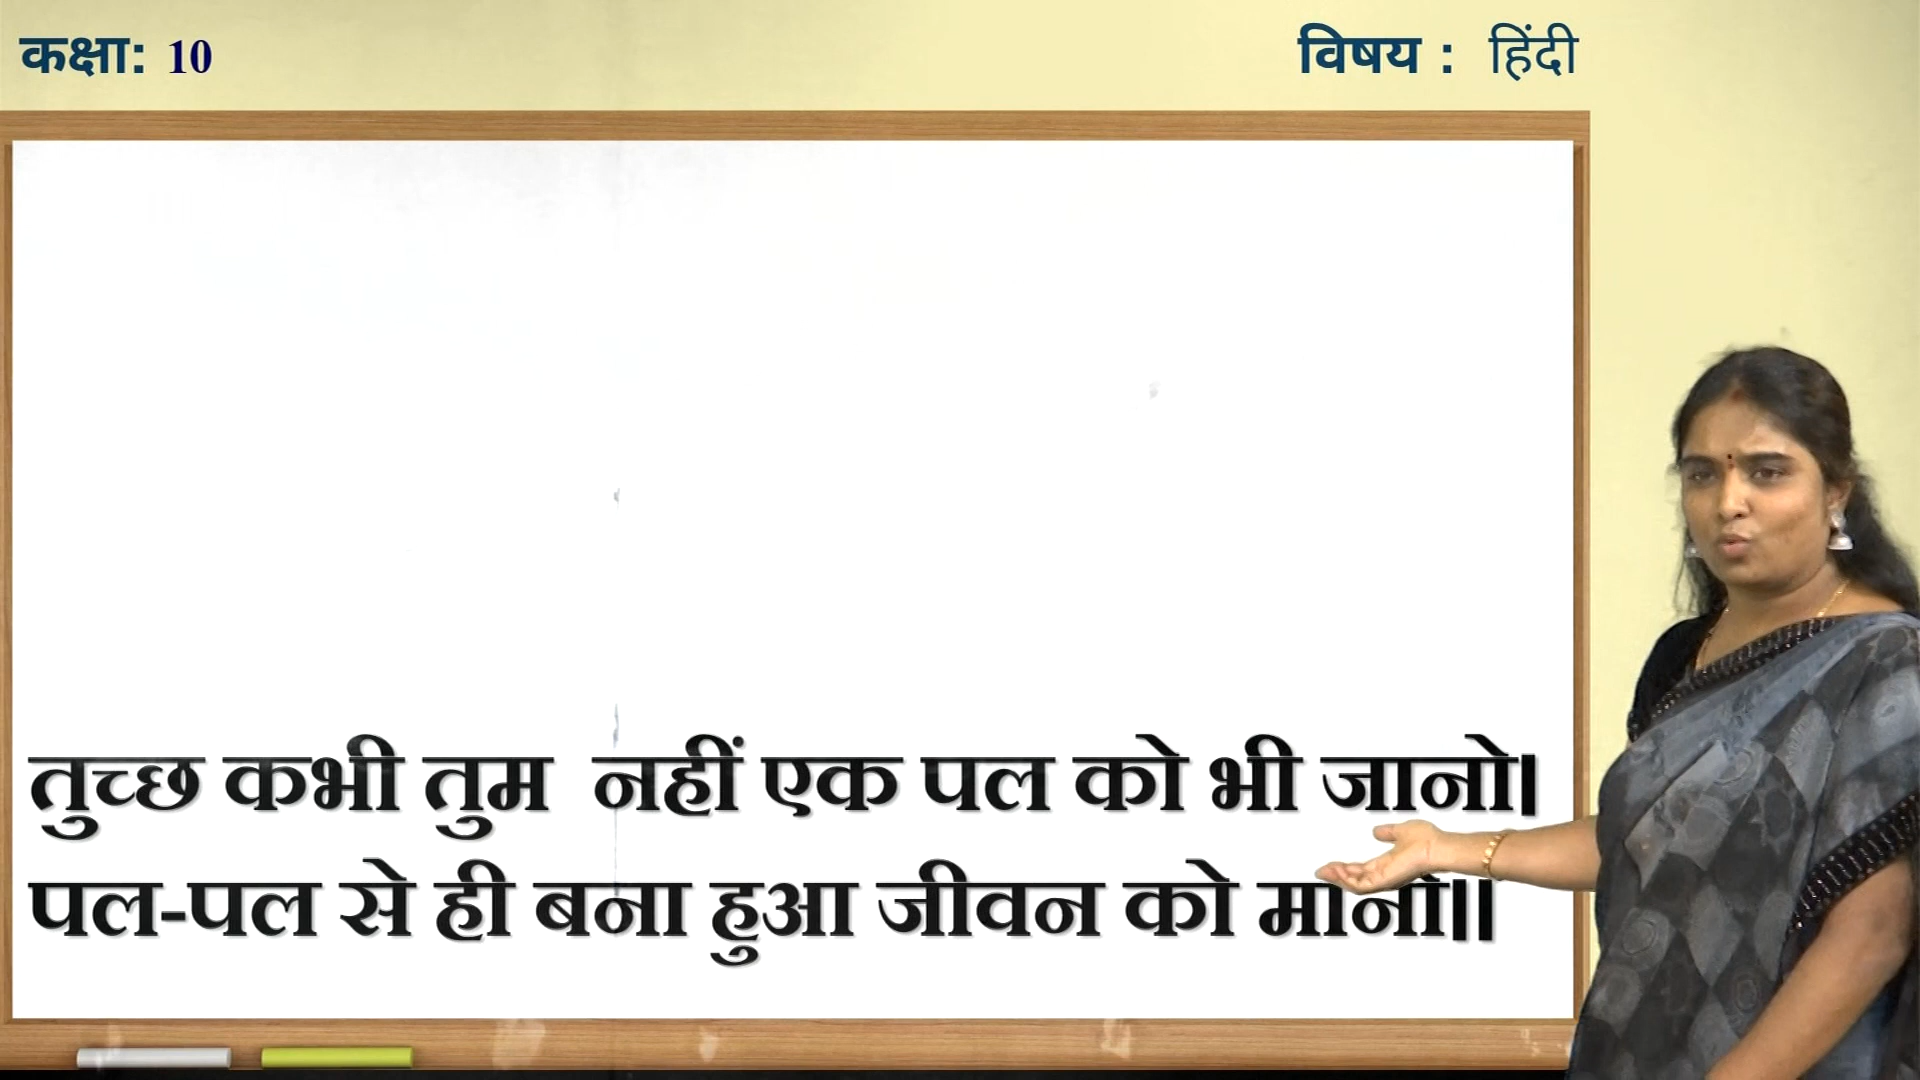 कक्षा: 10
विषय : हिंदी
तुच्छ कभी तुम नहीं एक पल को भी जानो।
पल-पल से ही बना हुआ जीवन को मानो।।